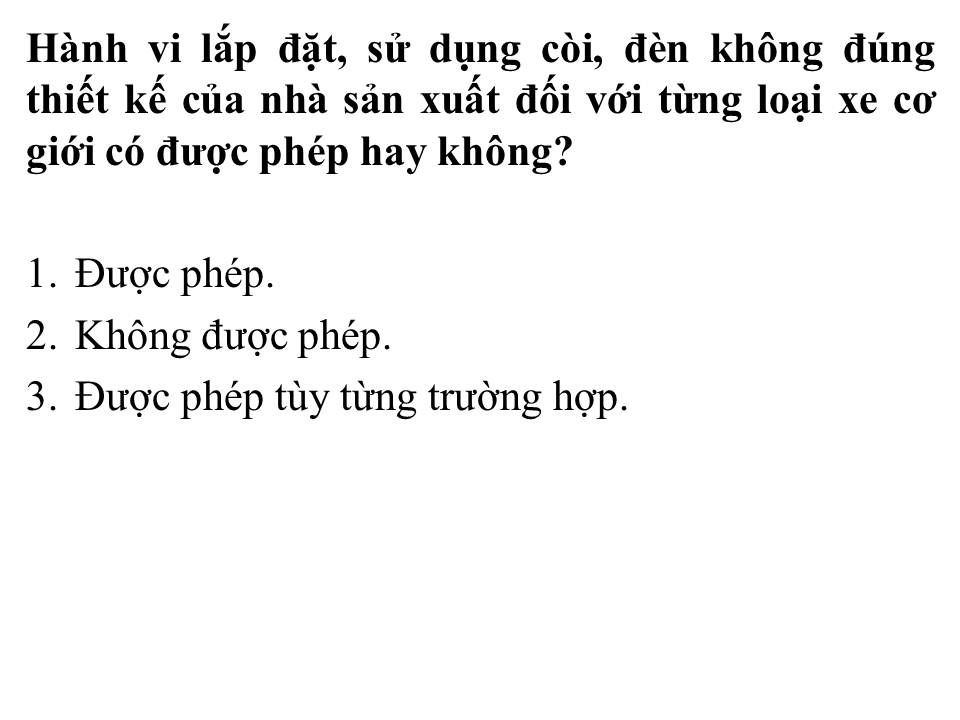 Hành vi lắp đặt, sử dụng còi, đèn không đúng
thiết kế của nhà sản xuất đối với từng loại xe cơ
giới có được phép hay không?
1. Được phép.
2. Không được phép.
3. Được phép tùy từng trường hợp.